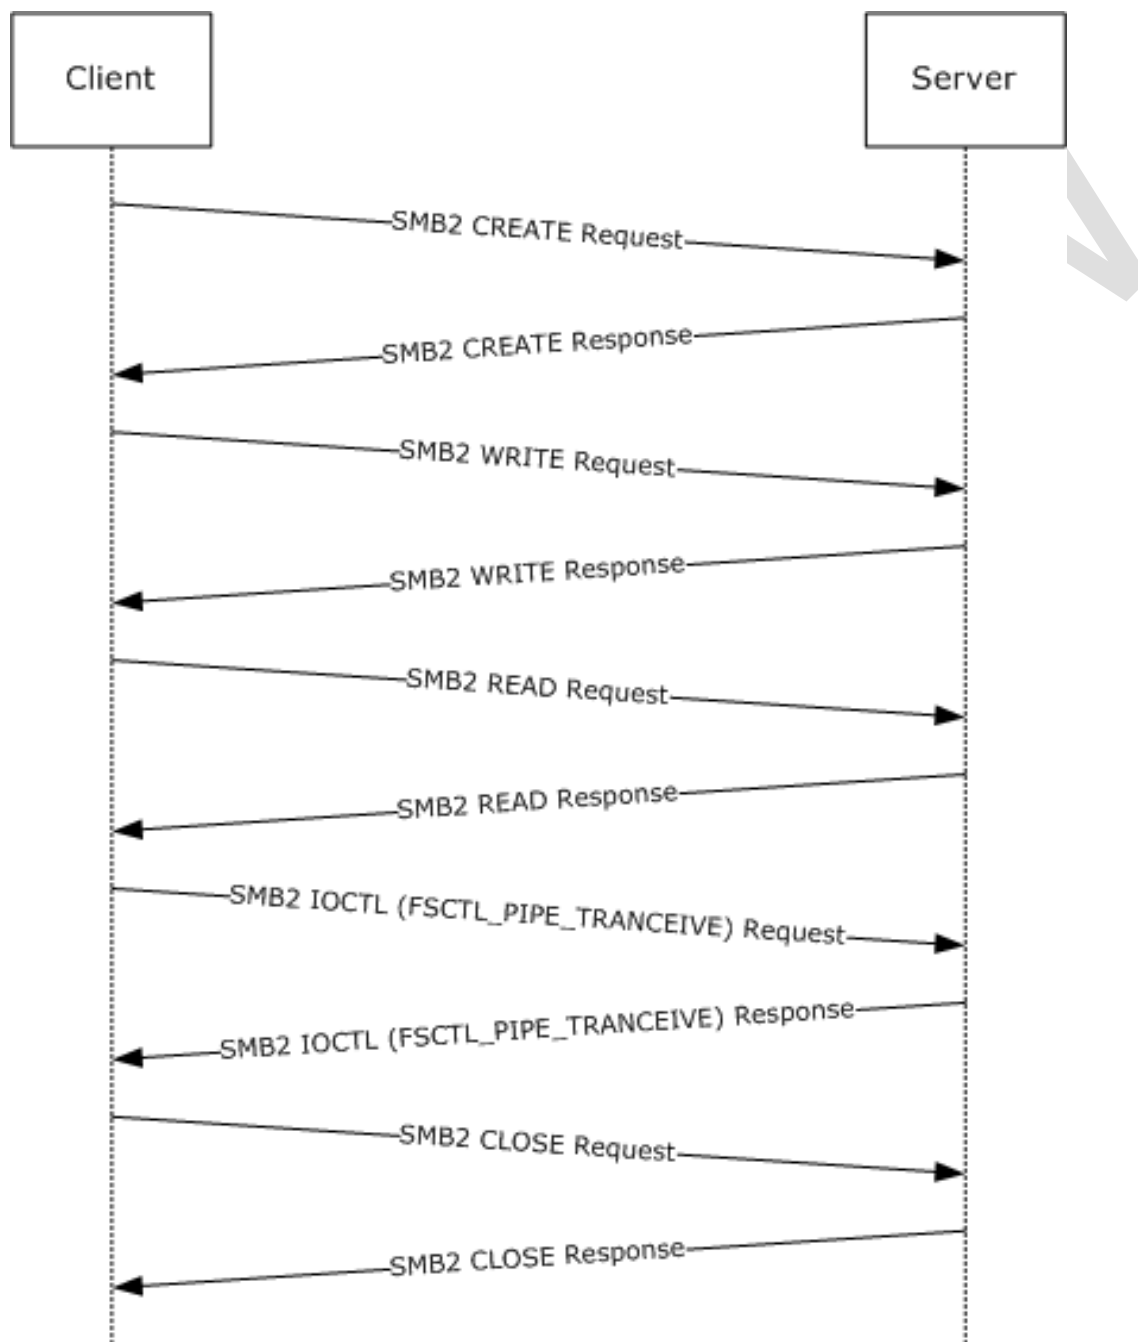 Client
Server
SMB2 CREATE Request
SMB2 CREATE Response
SMB2 WRITE Request
SMB2 WRITE Response
SMB2 READ Request
SMB2 READ Response
SMB2 IOCTL (FSCTL_PIPE_TRANCEIVE) Request
SMB2 IOCTL (FSCTL_PIPE_TRANCEIVE) Response
SMB2 CLOSE Request
SMB2 CLOSE Response